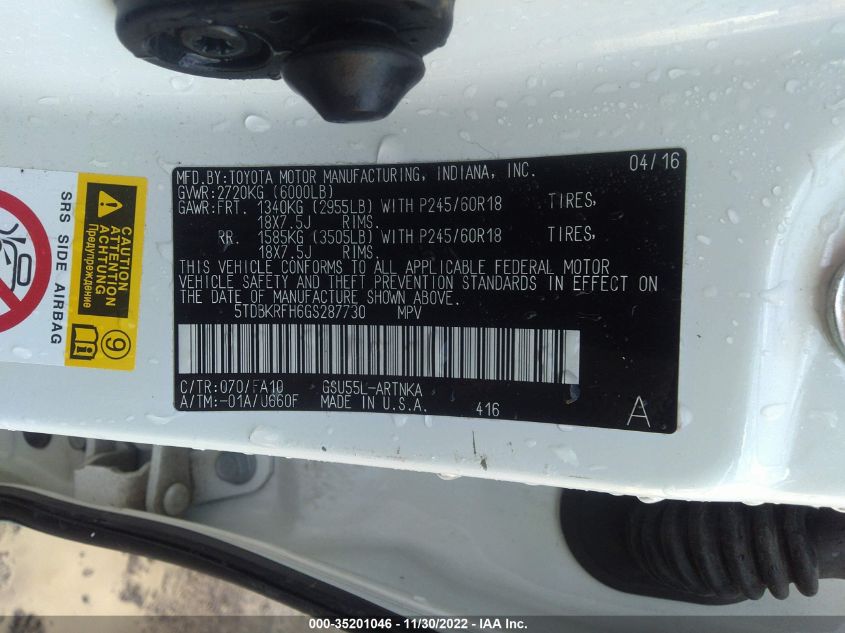 MFD.BY:TOYOTA MOTOR MANUFACTURING, INDIANA, INC. 04/16
GVWR:2720KG (6000LB)
GAWR:FRT. 1340KG (2955LB) WITH P245/60R18 TIRES,
18X7.5J RIMS.
RR. 1585KG (3505LB) WITH P245/60R18 TIRES,
18X7.5J RIMS.
THIS VEHICLE CONFORMS TO ALL APPLICABLE FEDERAL MOTOR
VEHICLE SAFETY AND THEFT PREVENTION STANDARDS IN EFFECT ON
THE DATE OF MANUFACTURE SHOWN ABOVE.
5TDBKRFH6GS287730 MPV
C/TR:070/FA10 GSU55L-ARTNKA
A/TM:-01A/U660F MADE IN U.S.A. 416 A
SRS SIDE AIRBAG
CAUTION
ATTENTION
ACHTUNG
Предупреждение
9
000-35201046 - 11/30/2022 - IAA Inc.